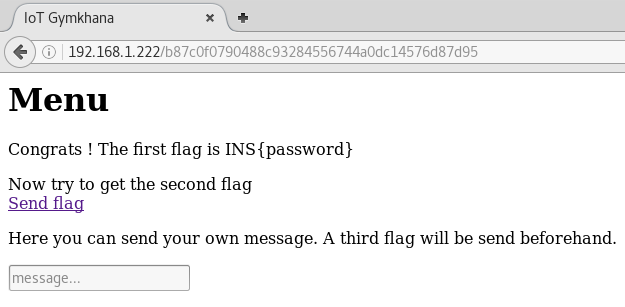 IoT Gymkhana
192.168.1.222/b87c0f0790488c93284556744a0dc14576d87d95
Menu
Congrats ! The first flag is INS{password}
Now try to get the second flag
Send flag
Here you can send your own message. A third flag will be send beforehand.
message...